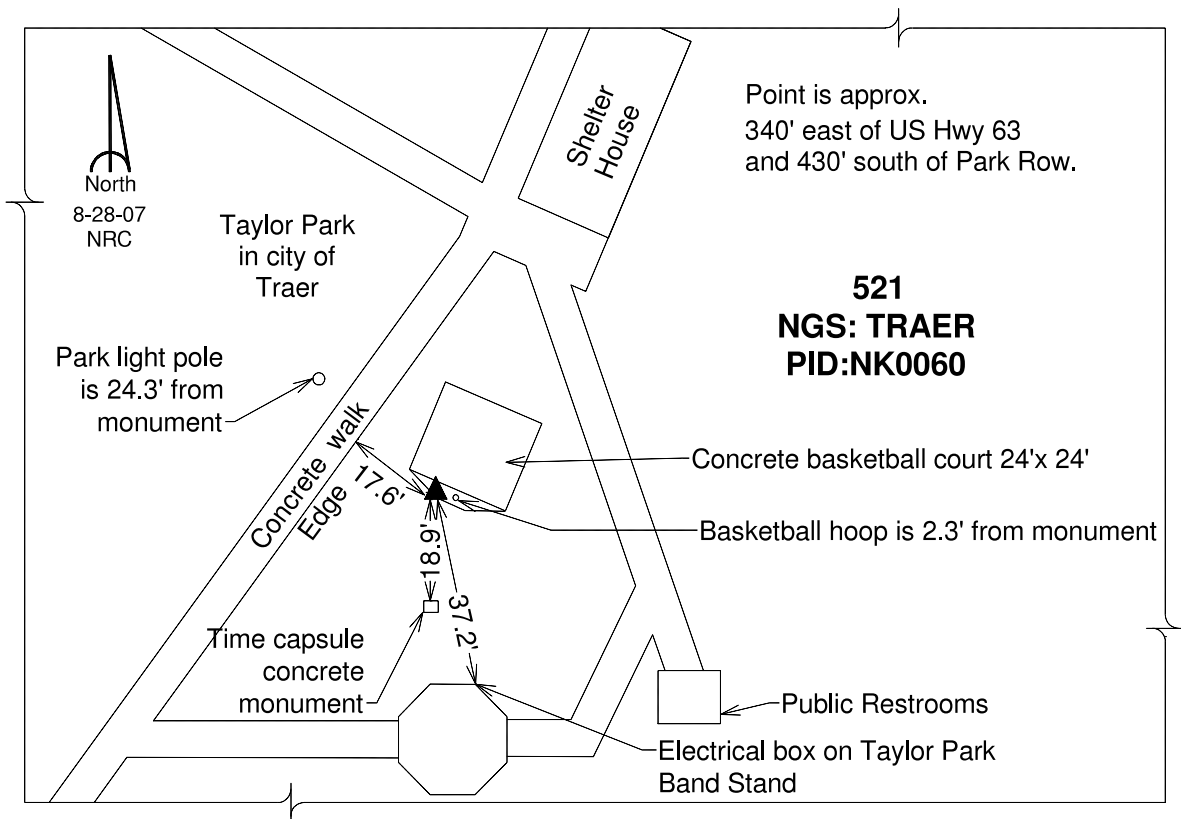 Shelter
House
Point is approx.
340' east of US Hwy 63
and 430' south of Park Row.
North
8-28-07
NRC
Taylor Park
in city of
Traer
521
NGS: TRAER
PID:NK0060
Park light pole
is 24.3' from
monument
Concrete walk
Edge
17.6'
Concrete basketball court 24'x 24'
Basketball hoop is 2.3' from monument
18.9'
37.2'
Time capsule
concrete
monument
Public Restrooms
Electrical box on Taylor Park
Band Stand